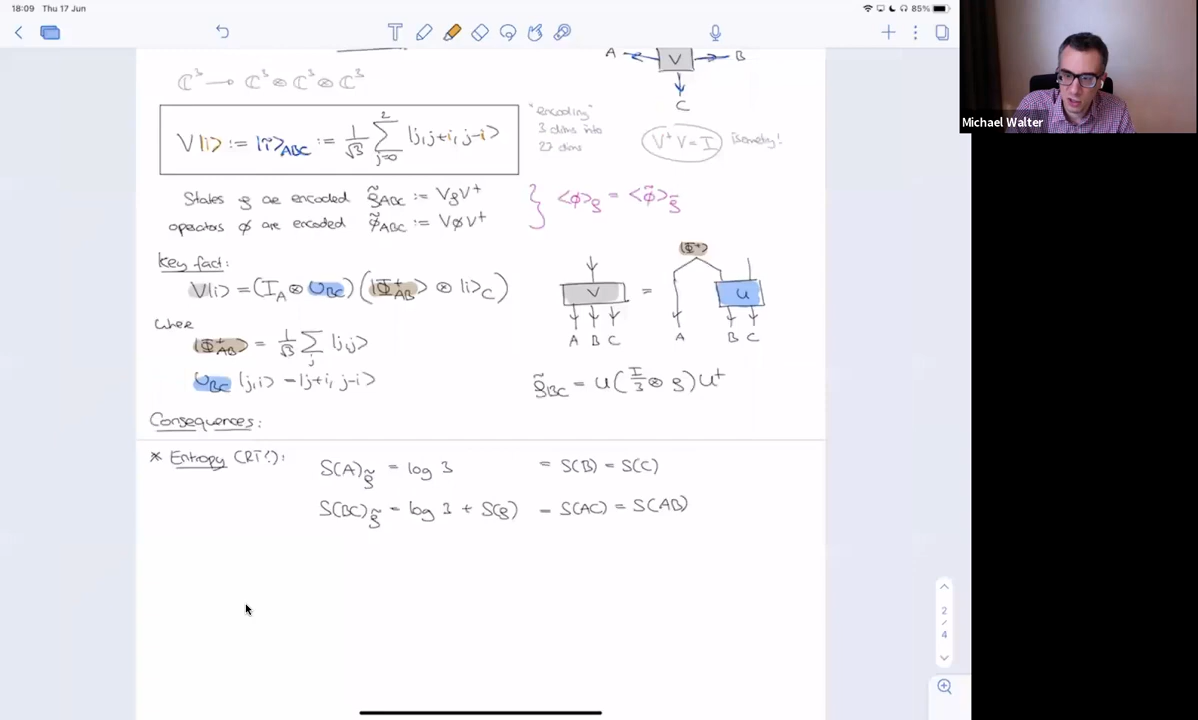 18:09 Thu 17 Jun
85%
A V B
C
ℂ³ → ℂ³ ⊗ ℂ³ ⊗ ℂ³
V|i⟩ := |ĩ⟩_ABC := 1/√3 ∑_{j=0}^{2} |j, j+i, j-i⟩
"encoding"
3 dims into
27 dims
V†V = I isometry!
States ρ are encoded ρ̃_ABC := VρV†
operators ϕ are encoded ϕ̃_ABC := VϕV†
} <ϕ>_ρ = <ϕ̃>_ρ̃
Key fact:
V|i⟩ = (I_A ⊗ U_BC) (|Φ⁺_AB⟩ ⊗ |i⟩_C)
V = |Φ⁺⟩ U
A B C A B C
where
|Φ⁺_AB⟩ = 1/√3 ∑_j |j,j⟩
U_BC |j,i⟩ = |j+i, j-i⟩
ρ̃_BC = U(I/3 ⊗ ρ)U†
Consequences:
* Entropy (RT!): S(A)_ρ̃ = log 3 = S(B) = S(C)
S(BC)_ρ̃ = log 3 + S(ρ) = S(AC) = S(AB)
2
/
4
Michael Walter